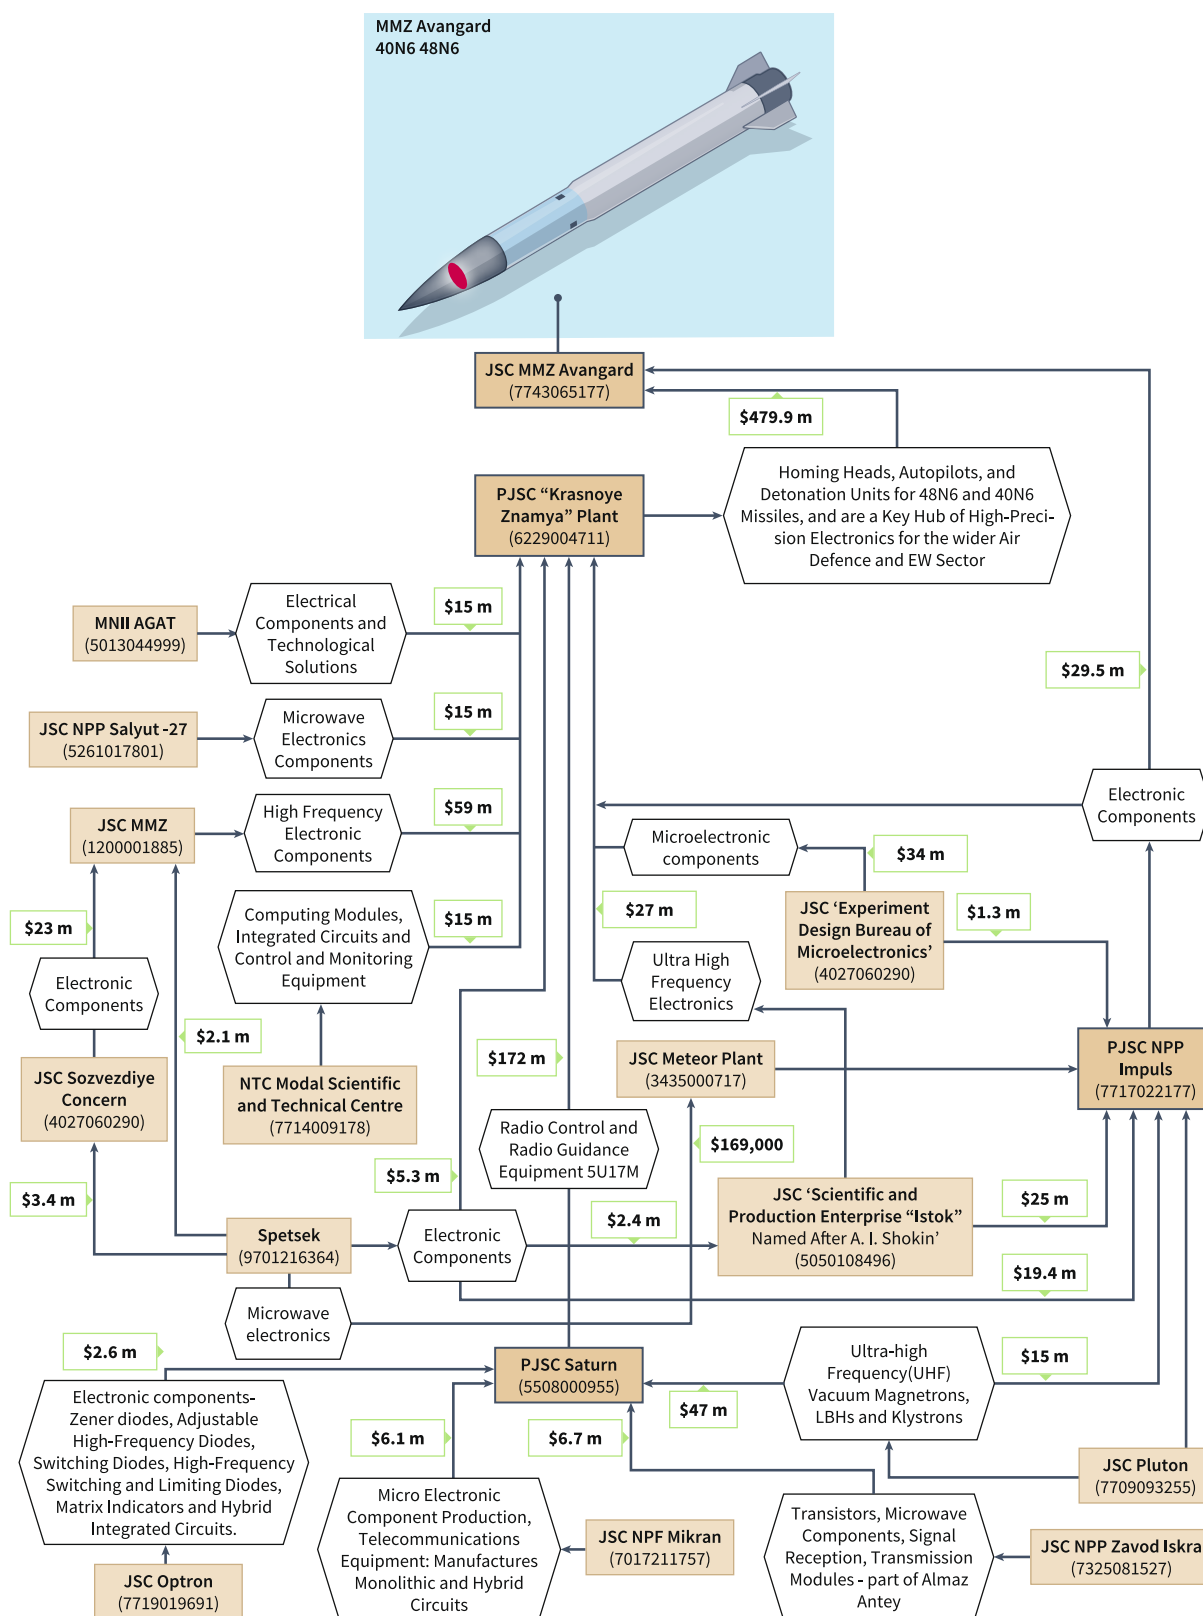 MMZ Avangard
40N6 48N6
JSC MMZ Avangard
(7743065177)
$479.9 m
PJSC “Krasnoye
Znamya” Plant
(6229004711)
Homing Heads, Autopilots, and
Detonation Units for 48N6 and 40N6
Missiles, and are a Key Hub of High-Preci-
sion Electronics for the wider Air
Defence and EW Sector
MNII AGAT
(5013044999)
Electrical
Components and
Technological
Solutions
$15 m
$29.5 m
JSC NPP Salyut -27
(5261017801)
Microwave
Electronics
Components
$15 m
JSC MMZ
(1200001885)
High Frequency
Electronic
Components
$59 m
Electronic
Components
Microelectronic
components
$34 m
$23 m
Computing Modules,
Integrated Circuits and
Control and Monitoring
Equipment
$15 m
$27 m
JSC ‘Experiment
Design Bureau of
Microelectronics’
(4027060290)
$1.3 m
Electronic
Components
Ultra High
Frequency
Electronics
$2.1 m
JSC Sozvezdiye
Concern
(4027060290)
NTC Modal Scientific
and Technical Centre
(7714009178)
$172 m
JSC Meteor Plant
(3435000717)
PJSC NPP
Impuls
(7717022177)
Radio Control and
Radio Guidance
Equipment 5U17M
$169,000
$3.4 m
$5.3 m
Spetsek
(9701216364)
Electronic
Components
$2.4 m
JSC ‘Scientific and
Production Enterprise “Istok”
Named After A. I. Shokin’
(5050108496)
$25 m
$19.4 m
Microwave
electronics
$2.6 m
PJSC Saturn
(5508000955)
Ultra-high
Frequency(UHF)
Vacuum Magnetrons,
LBHs and Klystrons
$15 m
Electronic components-
Zener diodes, Adjustable
High-Frequency Diodes,
Switching Diodes, High-Frequency
Switching and Limiting Diodes,
Matrix Indicators and Hybrid
Integrated Circuits.
$6.1 m
$6.7 m
$47 m
JSC Pluton
(7709093255)
Micro Electronic
Component Production,
Telecommunications
Equipment: Manufactures
Monolithic and Hybrid
Circuits
JSC NPF Mikran
(7017211757)
Transistors, Microwave
Components, Signal
Reception, Transmission
Modules - part of Almaz
Antey
JSC NPP Zavod Iskra
(7325081527)
JSC Optron
(7719019691)